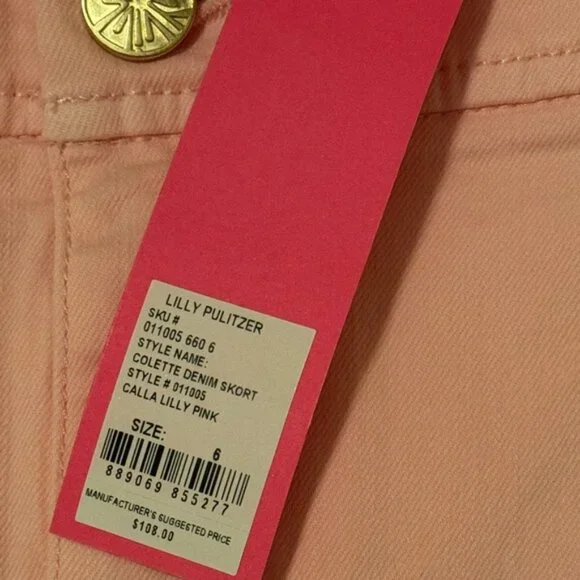 LILLY PULITZER
SKU #
011005 660 6
STYLE NAME:
COLETTE DENIM SKORT
STYLE # 011005
CALLA LILLY PINK
SIZE: 6
889069 855277
MANUFACTURER'S SUGGESTED PRICE
$108.00